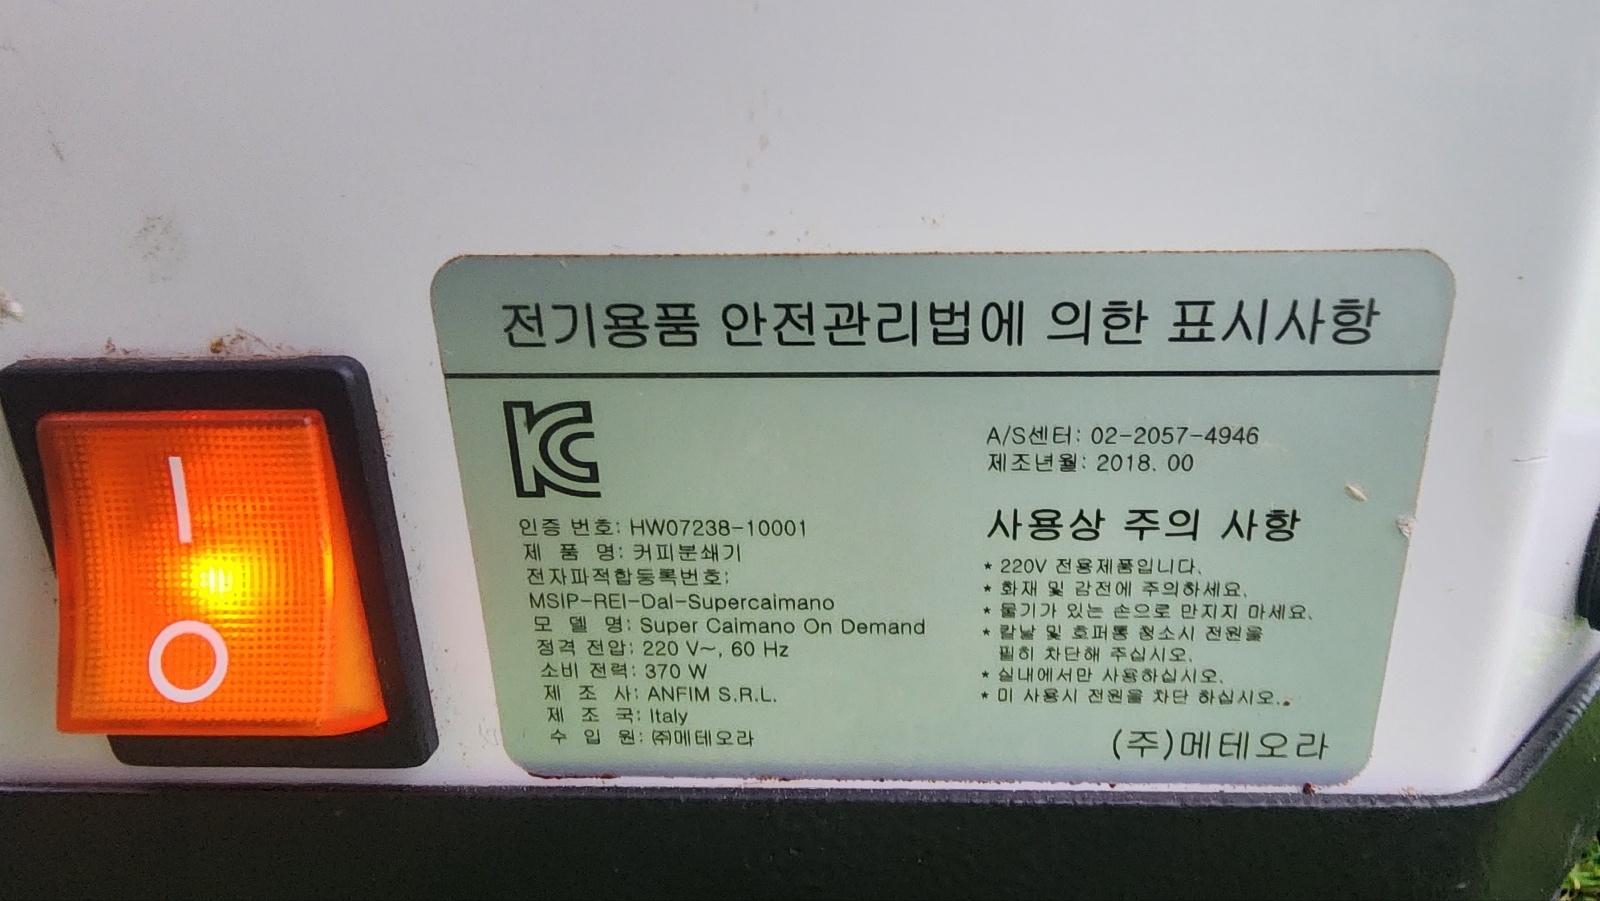 전기용품 안전관리법에 의한 표시사항
인증 번호: HW07238-10001
제 품 명: 커피분쇄기
전자파적합등록번호:
MSIP-REI-Dal-Supercaimano
모 델 명: Super Caimano On Demand
정격 전압: 220 V~, 60 Hz
소비 전력: 370 W
제 조 사: ANFIM S.R.L.
제 조 국: Italy
수 입 원: ㈜메테오라
A/S센터: 02-2057-4946
제조년월: 2018. 00
사용상 주의 사항
* 220V 전용제품입니다.
* 화재 및 감전에 주의하세요.
* 물기가 있는 손으로 만지지 마세요.
* 칼날 및 호퍼통 청소시 전원을
필히 차단해 주십시오.
* 실내에서만 사용하십시오.
* 미 사용시 전원을 차단 하십시오.
(주)메테오라